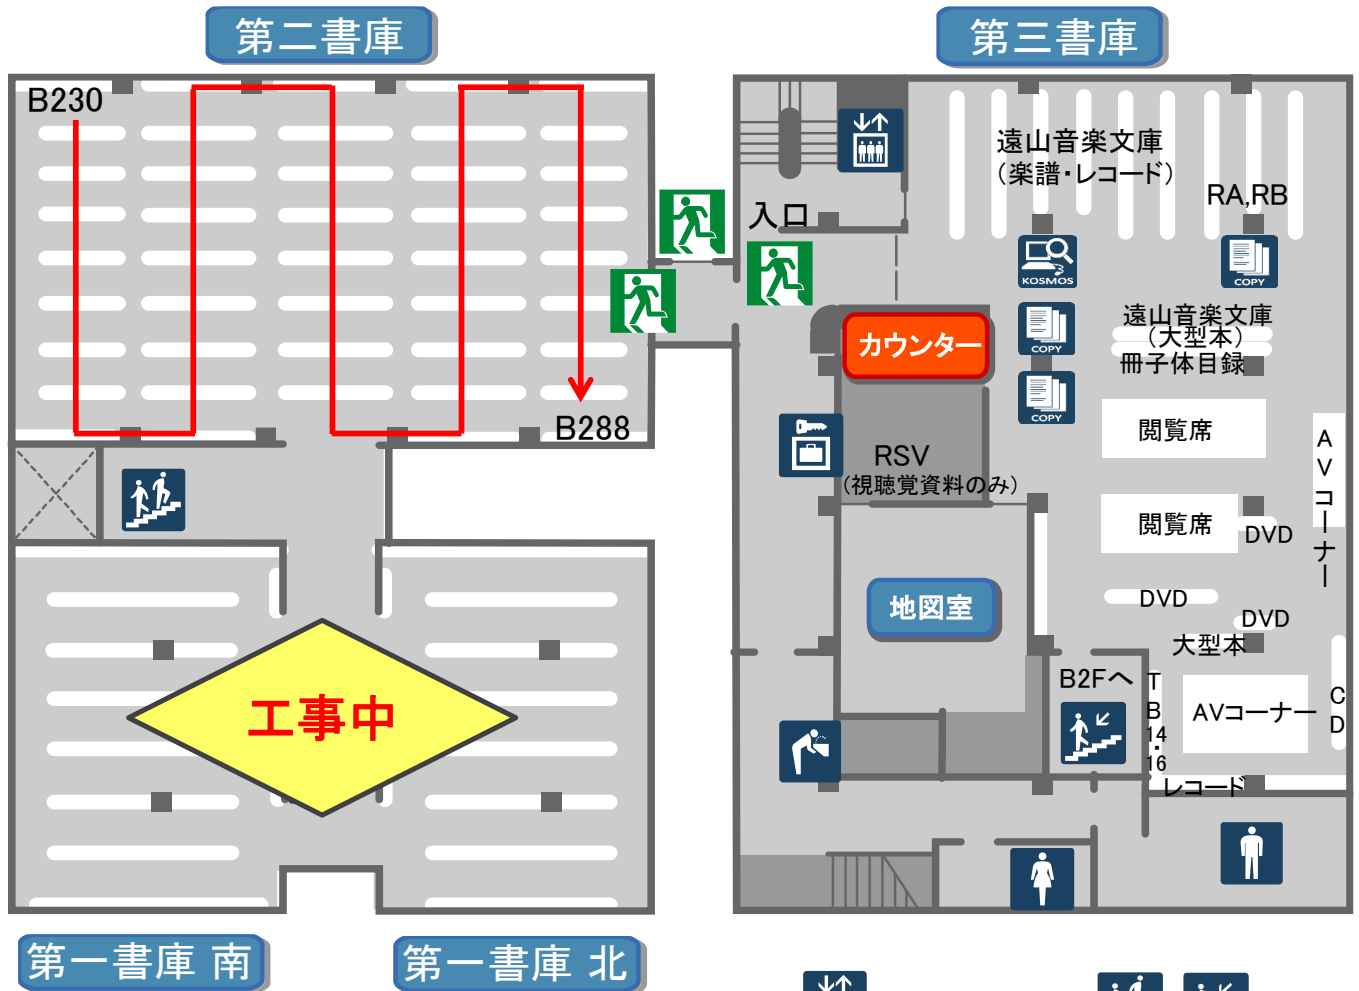 第二書庫
第三書庫
B230
遠山音楽文庫
（楽譜・レコード）
RA,RB
入口
KOSMOS
COPY
遠山音楽文庫
（大型本）
冊子体目録
カウンター
COPY
COPY
B288
閲覧席
AVコーナー
RSV
（視聴覚資料のみ）
閲覧席
DVD
地図室
DVD
DVD
大型本
B2Fへ
TB14・16
AVコーナー
CD
工事中
レコード
第一書庫 南
第一書庫 北